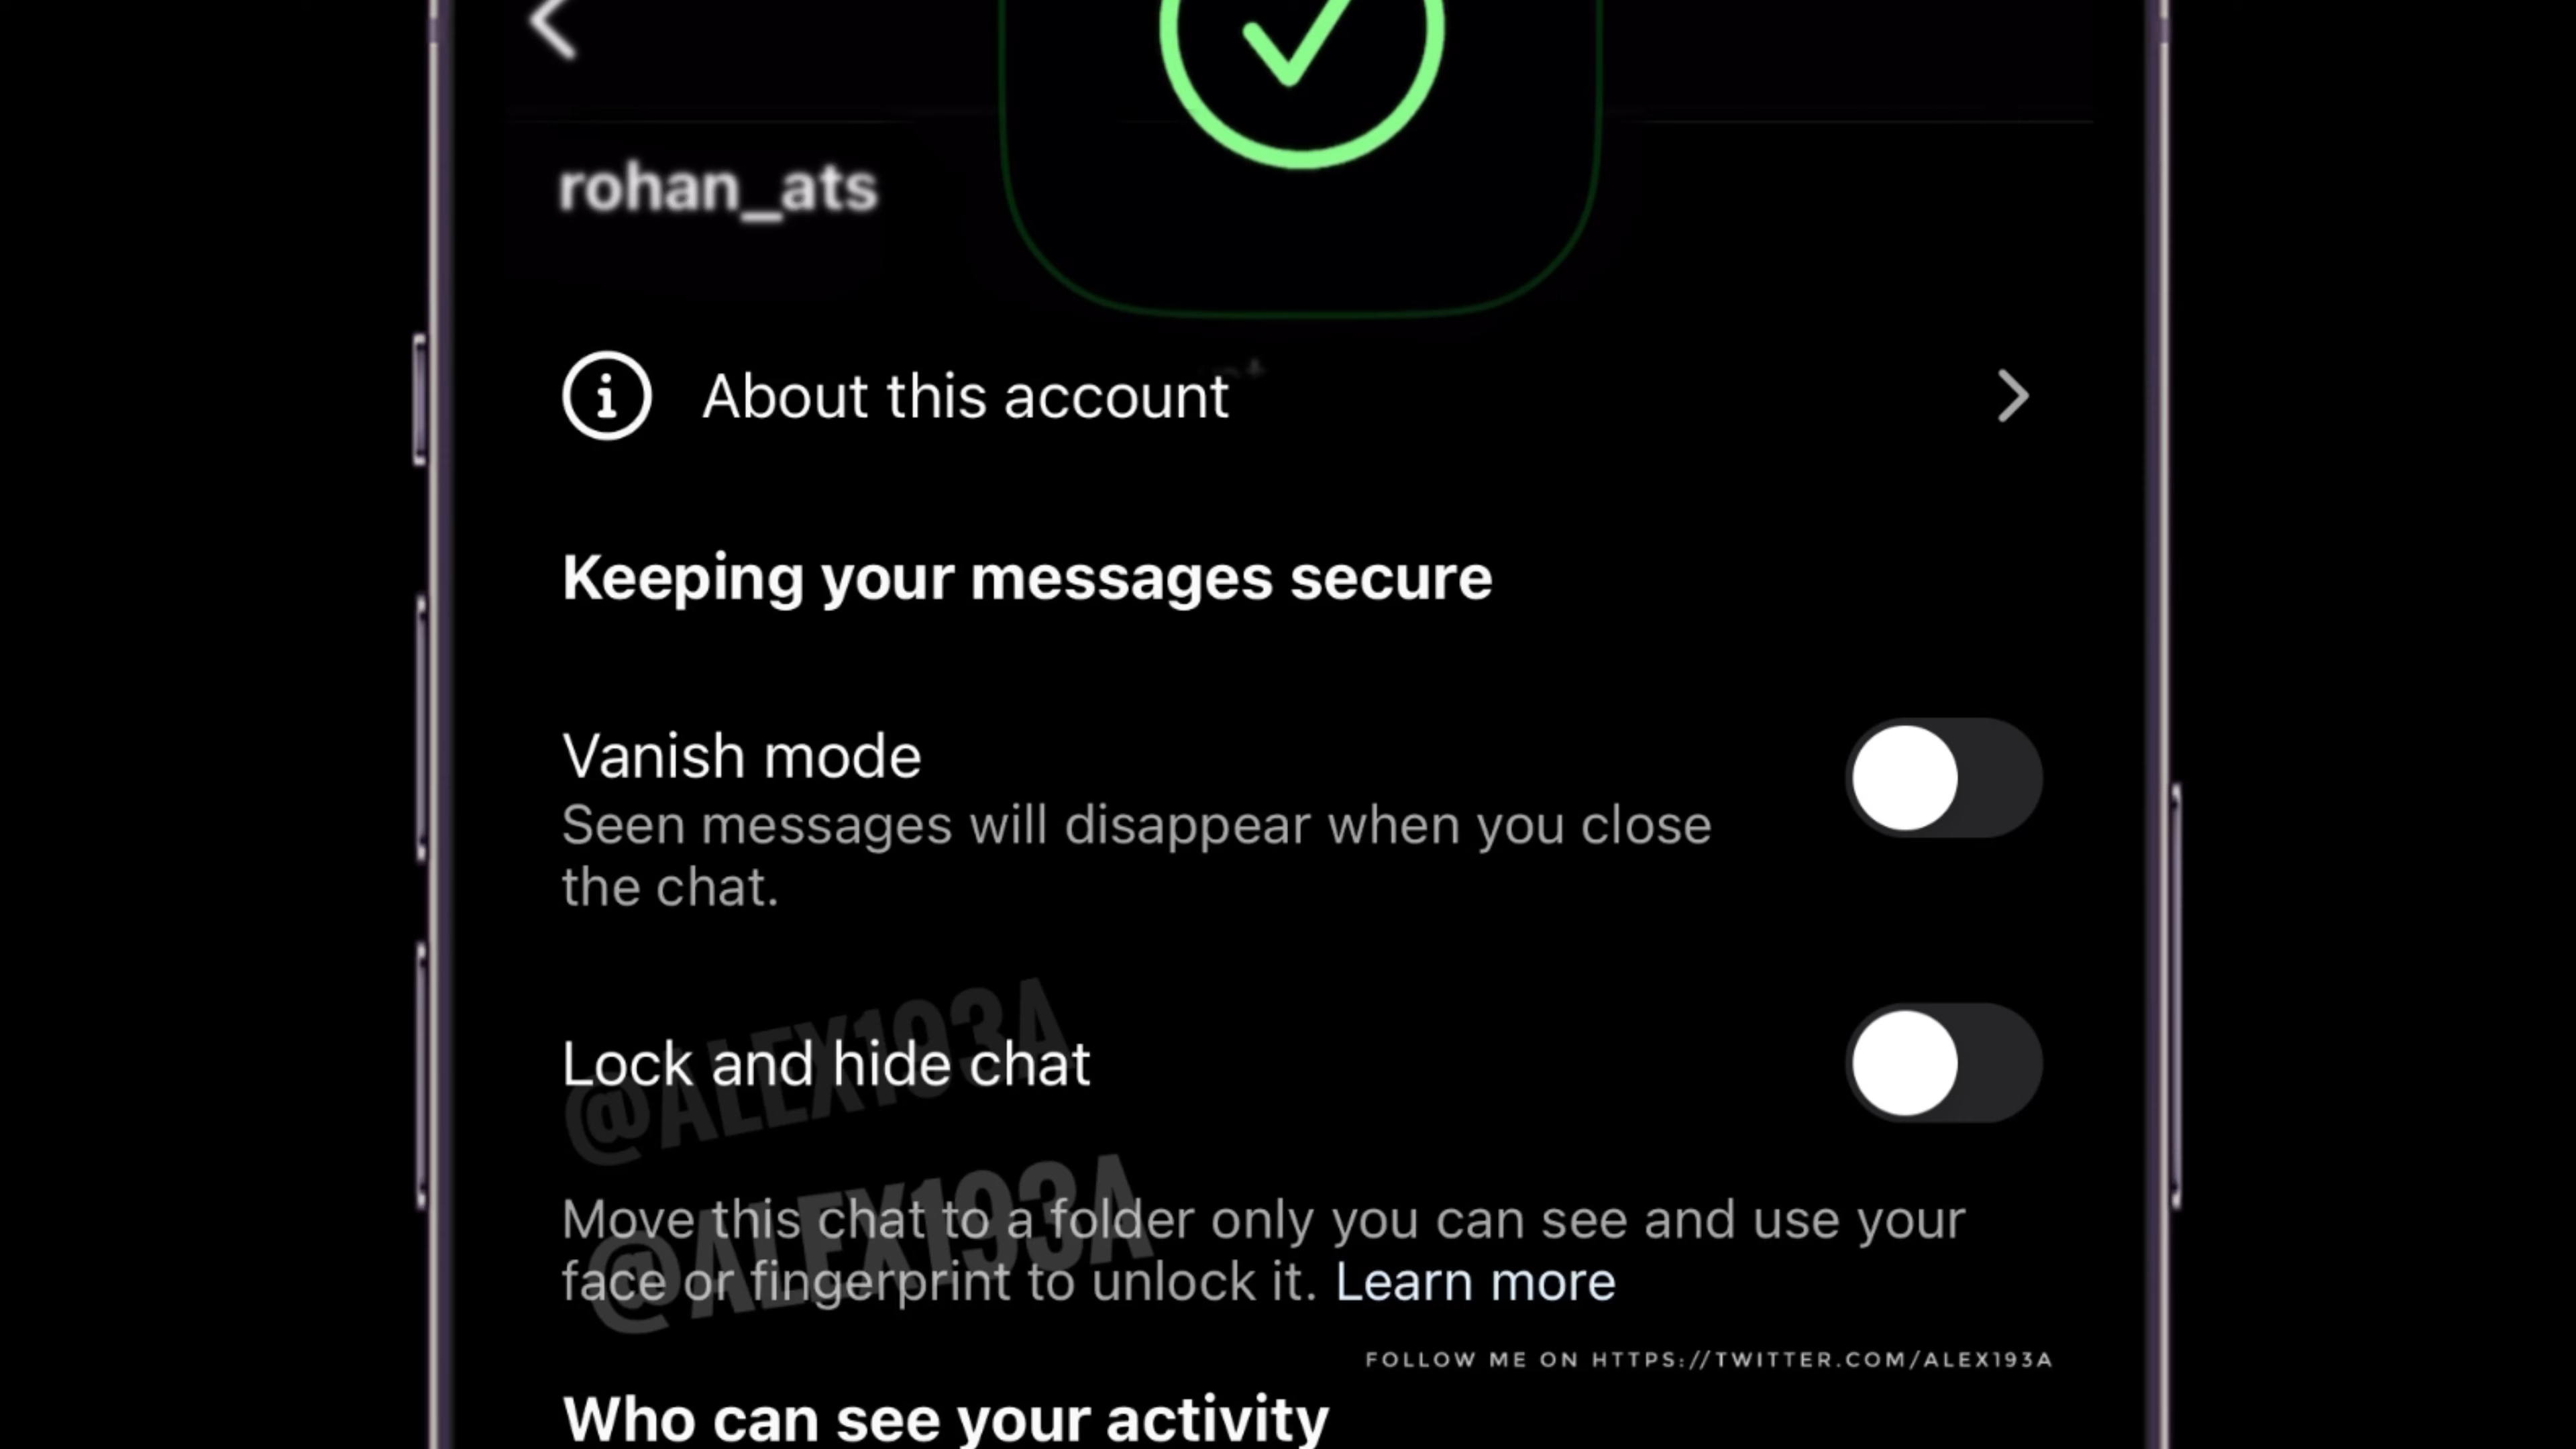 rohan_ats
About this account
Keeping your messages secure
Vanish mode
Seen messages will disappear when you close
the chat.
@ALEX193A
Lock and hide chat
@ALEX193A
Move this chat to a folder only you can see and use your
face or fingerprint to unlock it. Learn more
FOLLOW ME ON HTTPS://TWITTER.COM/ALEX193A
Who can see your activity